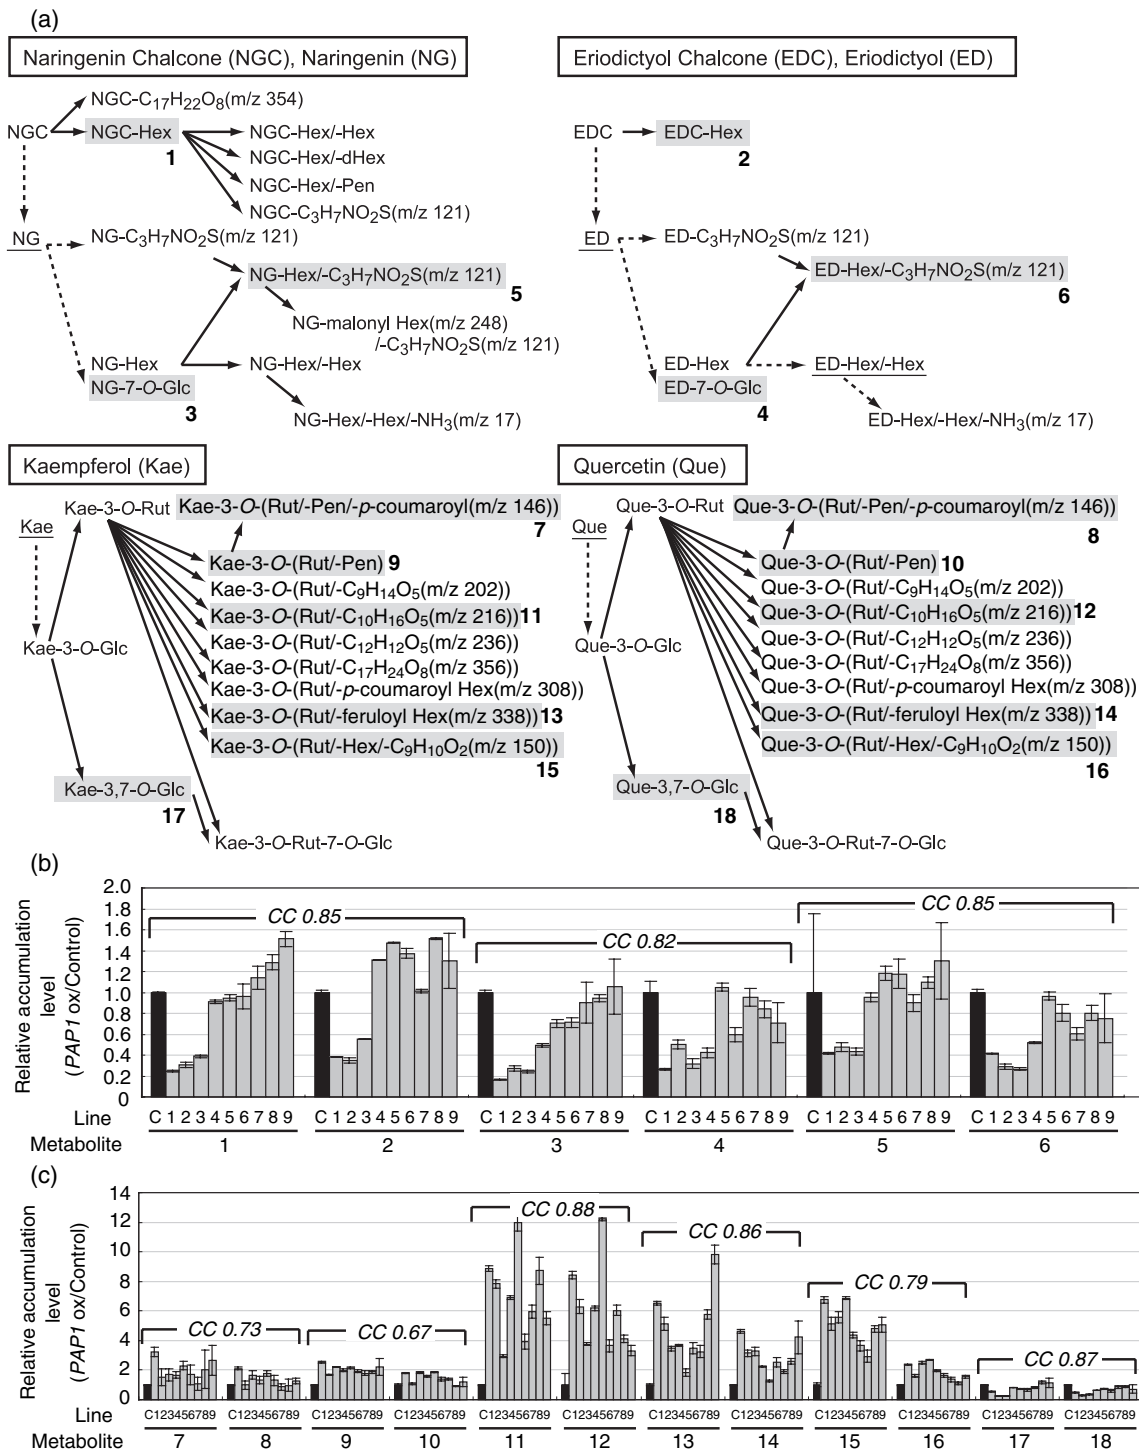 (a)
Naringenin Chalcone (NGC), Naringenin (NG)
NGC-C₁₇H₂₂O₈(m/z 354)
NGC
NGC-Hex
1
NGC-Hex/-Hex
NGC-Hex/-dHex
NGC-Hex/-Pen
NGC-C₃H₇NO₂S(m/z 121)
NG
NG-C₃H₇NO₂S(m/z 121)
NG-Hex/-C₃H₇NO₂S(m/z 121)
5
NG-malonyl Hex(m/z 248)
/-C₃H₇NO₂S(m/z 121)
NG-Hex
NG-7-O-Glc
3
NG-Hex/-Hex
NG-Hex/-Hex/-NH₃(m/z 17)
Eriodictyol Chalcone (EDC), Eriodictyol (ED)
EDC
EDC-Hex
2
ED
ED-C₃H₇NO₂S(m/z 121)
ED-Hex/-C₃H₇NO₂S(m/z 121)
6
ED-Hex
ED-7-O-Glc
4
ED-Hex/-Hex
ED-Hex/-Hex/-NH₃(m/z 17)
Kaempferol (Kae)
Kae
Kae-3-O-Rut
Kae-3-O-(Rut/-Pen/-p-coumaroyl(m/z 146))
7
Kae-3-O-(Rut/-Pen) 9
Kae-3-O-(Rut/-C₉H₁₄O₅(m/z 202))
Kae-3-O-(Rut/-C₁₀H₁₆O₅(m/z 216)) 11
Kae-3-O-(Rut/-C₁₂H₁₂O₅(m/z 236))
Kae-3-O-(Rut/-C₁₇H₂₄O₈(m/z 356))
Kae-3-O-(Rut/-p-coumaroyl Hex(m/z 308))
Kae-3-O-(Rut/-feruloyl Hex(m/z 338)) 13
Kae-3-O-(Rut/-Hex/-C₉H₁₀O₂(m/z 150))
15
Kae-3-O-Glc
Kae-3,7-O-Glc
17
Kae-3-O-Rut-7-O-Glc
Quercetin (Que)
Que
Que-3-O-Rut
Que-3-O-(Rut/-Pen/-p-coumaroyl(m/z 146))
8
Que-3-O-(Rut/-Pen) 10
Que-3-O-(Rut/-C₉H₁₄O₅(m/z 202))
Que-3-O-(Rut/-C₁₀H₁₆O₅(m/z 216)) 12
Que-3-O-(Rut/-C₁₂H₁₂O₅(m/z 236))
Que-3-O-(Rut/-C₁₇H₂₄O₈(m/z 356))
Que-3-O-(Rut/-p-coumaroyl Hex(m/z 308))
Que-3-O-(Rut/-feruloyl Hex(m/z 338)) 14
Que-3-O-(Rut/-Hex/-C₉H₁₀O₂(m/z 150))
16
Que-3-O-Glc
Que-3,7-O-Glc
18
Que-3-O-Rut-7-O-Glc
(b)
Relative accumulation
level
(PAP1 ox/Control)
2.0
1.8
1.6
1.4
1.2
1.0
0.8
0.6
0.4
0.2
0
CC 0.85
CC 0.82
CC 0.85
Line C 1 2 3 4 5 6 7 8 9 C 1 2 3 4 5 6 7 8 9 C 1 2 3 4 5 6 7 8 9 C 1 2 3 4 5 6 7 8 9 C 1 2 3 4 5 6 7 8 9 C 1 2 3 4 5 6 7 8 9
Metabolite 1 2 3 4 5 6
(c)
Relative accumulation
level
(PAP1 ox/Control)
14
12
10
8
6
4
2
0
CC 0.73
CC 0.67
CC 0.88
CC 0.86
CC 0.79
CC 0.87
Line C123456789 C123456789 C123456789 C123456789 C123456789 C123456789 C123456789 C123456789 C123456789 C123456789 C123456789 C123456789
Metabolite 7 8 9 10 11 12 13 14 15 16 17 18